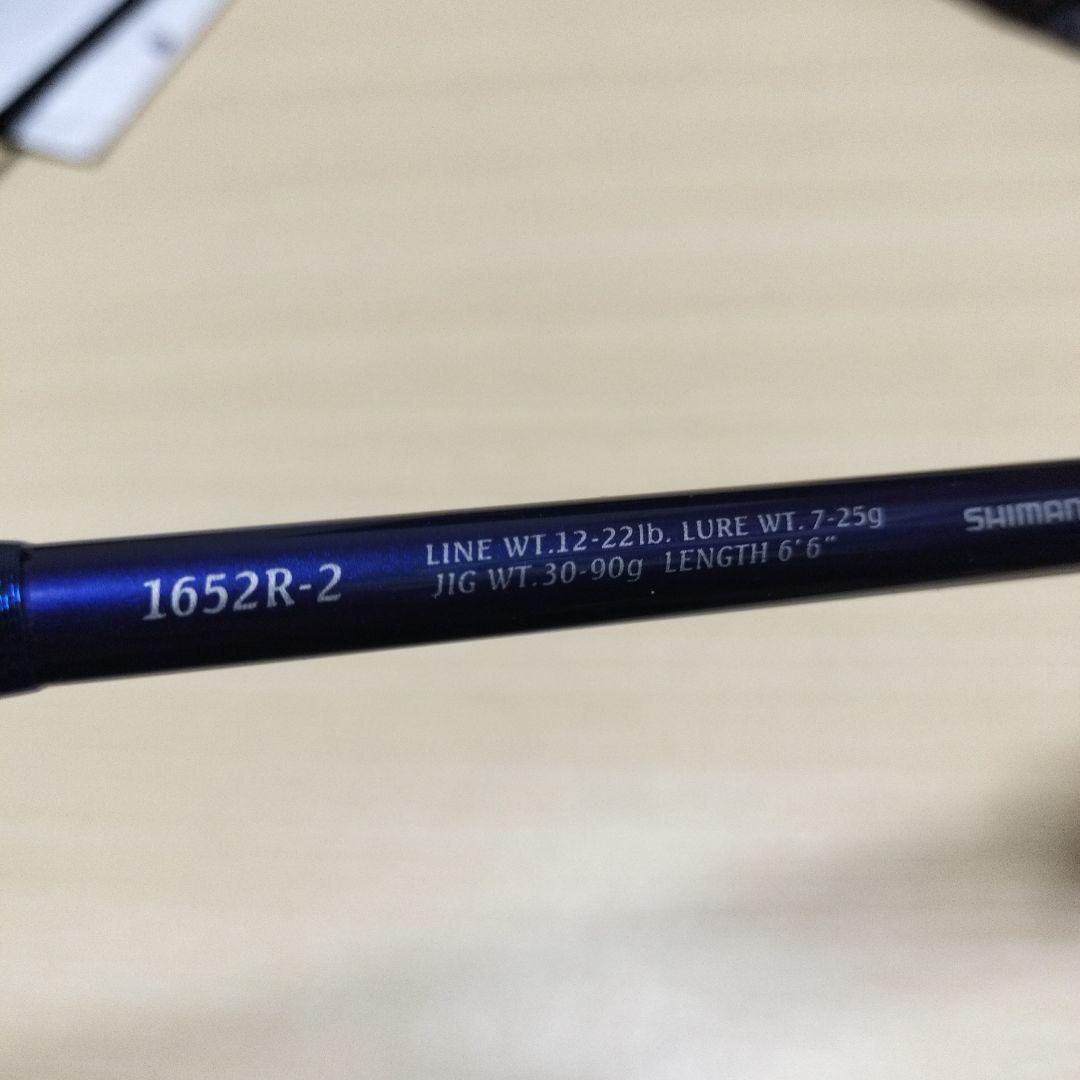 1652R-2
LINE WT.12-22lb. LURE WT. 7-25g
JIG WT.30-90g LENGTH 6'6"
SHIMAN